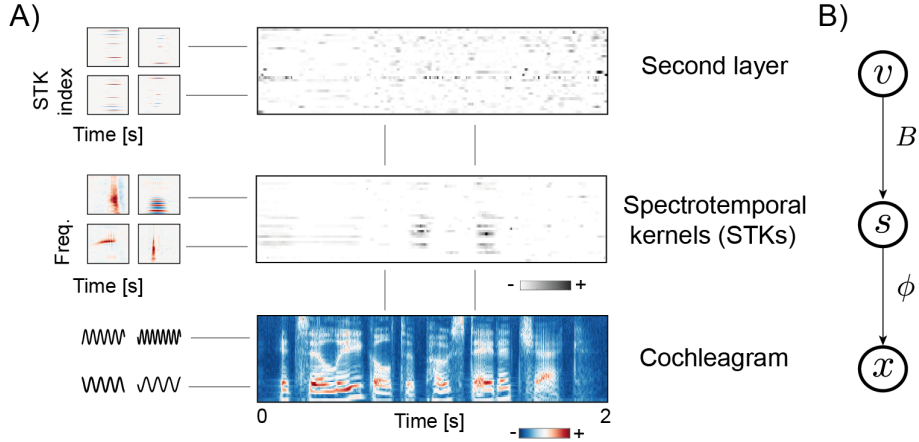 A)
B)
STK
index
Time [s]
Second layer
v
B
Freq.
Time [s]
Spectrotemporal
kernels (STKs)
s
- +
ϕ
Cochleagram
x
0 Time [s] 2
- +